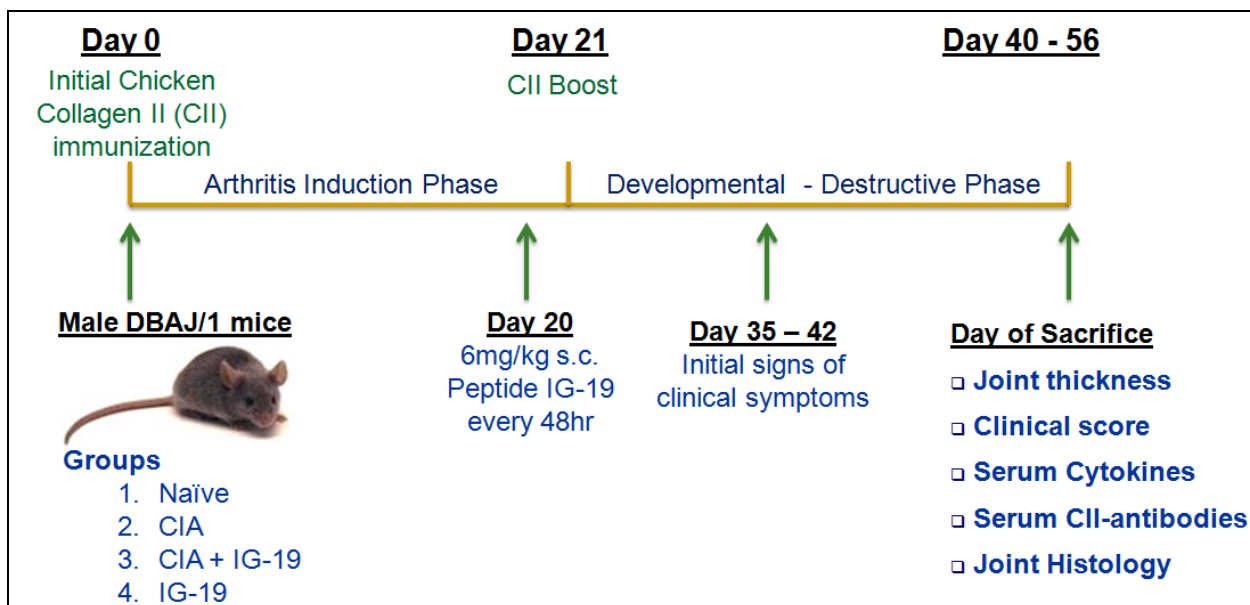 Day 0
Initial Chicken
Collagen II (CII)
immunization
Day 21
CII Boost
Day 40 - 56
Arthritis Induction Phase
Developmental - Destructive Phase
Male DBAJ/1 mice
Groups
1. Naïve
2. CIA
3. CIA + IG-19
4. IG-19
Day 20
6mg/kg s.c.
Peptide IG-19
every 48hr
Day 35 – 42
Initial signs of
clinical symptoms
Day of Sacrifice
❑ Joint thickness
❑ Clinical score
❑ Serum Cytokines
❑ Serum CII-antibodies
❑ Joint Histology